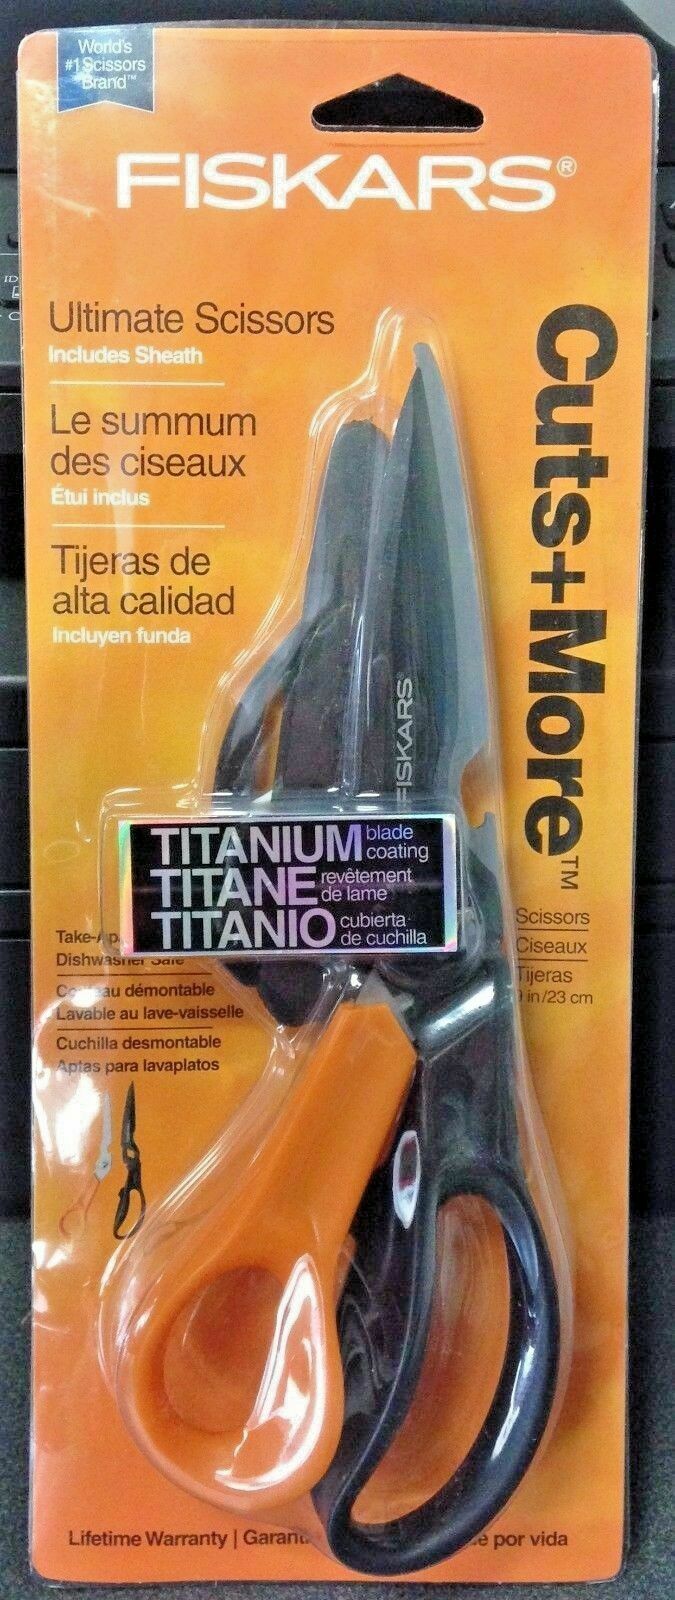 World's
#1 Scissors
Brand™
FISKARS®
Ultimate Scissors
Includes Sheath
Le summum
des ciseaux
Étui inclus
Tijeras de
alta calidad
Incluyen funda
Cuts+More™
FISKARS®
TITANIUM blade
coating
TITANE revêtement
de lame
TITANIO cubierta
de cuchilla
Scissors
Ciseaux
Tijeras
9 in/23 cm
Dishwasher Safe
démontable
Lavable au lave-vaisselle
Cuchilla desmontable
Aptas para lavaplatos
Lifetime Warranty | por vida